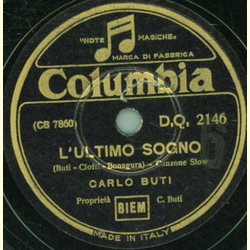 "NOTE MAGICHE"
MARCA DI FABBRICA
Columbia
(CB 7860) D.Q. 2146
L'ULTIMO SOGNO
(Buti - Cioffi - Bonagura) - Canzone Slow
CARLO BUTI
Proprietà BIEM C. Buti
MADE IN ITALY